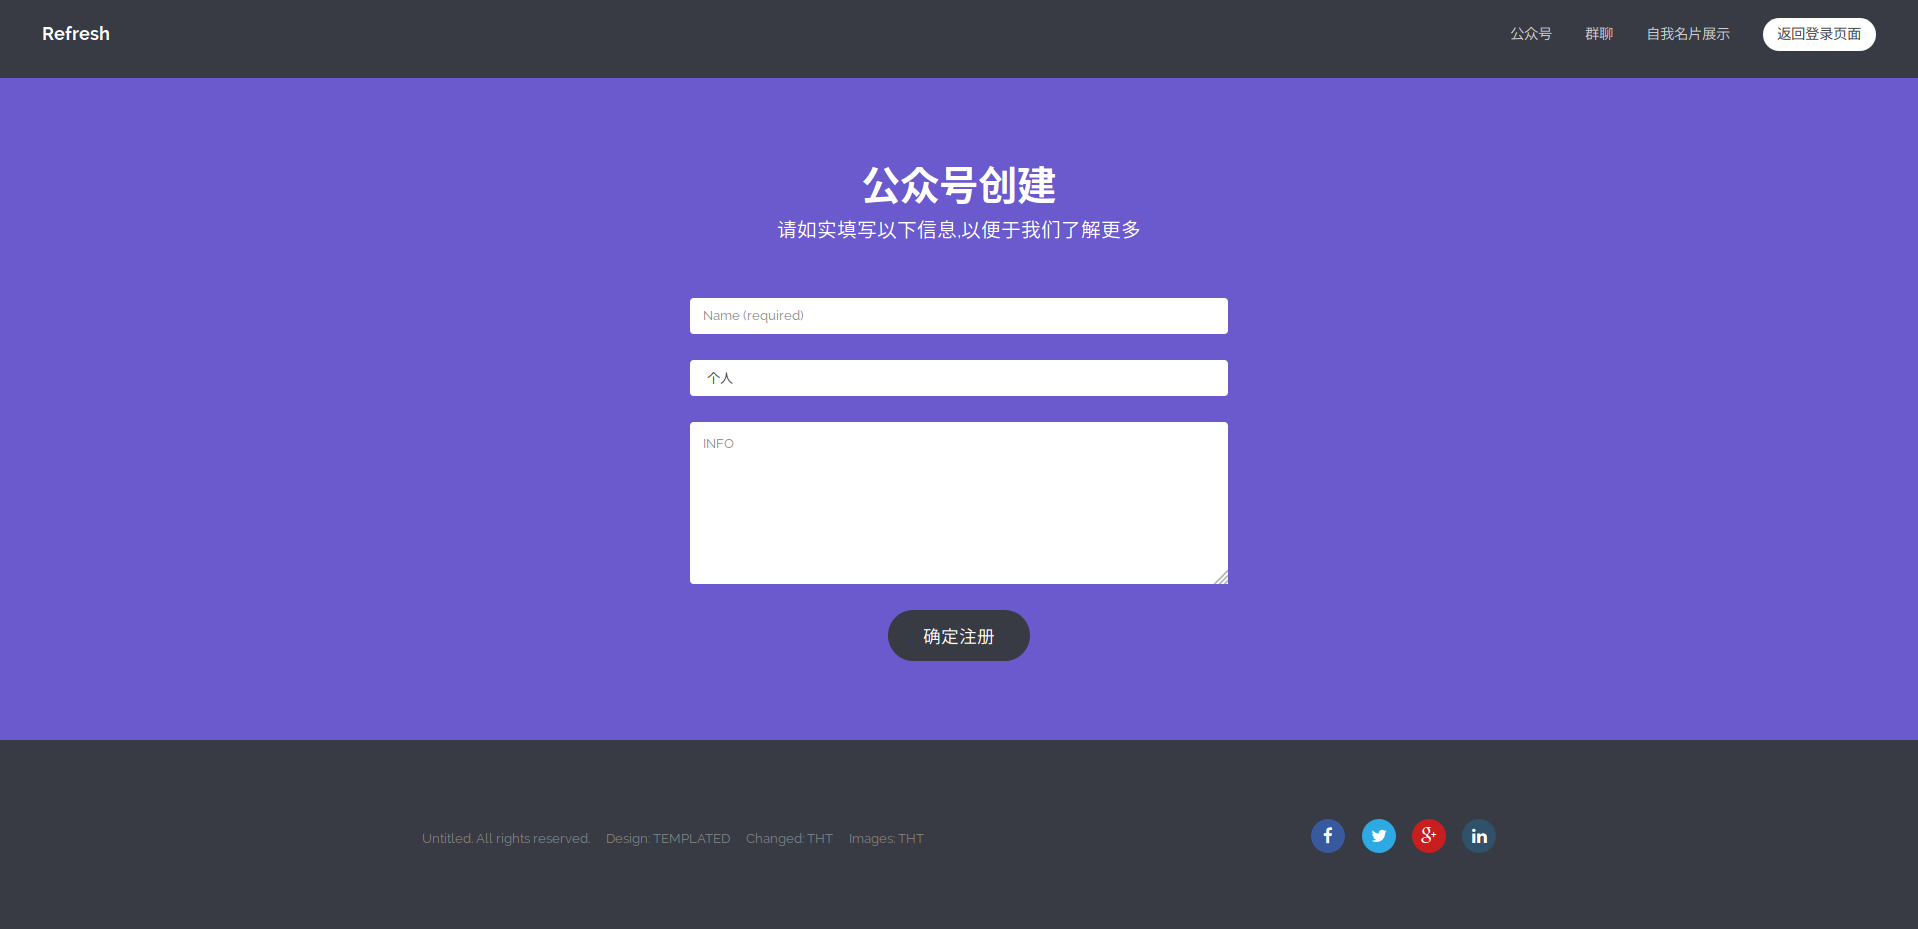 Refresh
公众号 群聊 自我名片展示 返回登录页面
公众号创建
请如实填写以下信息,以便于我们了解更多
Name (required)
个人
INFO
确定注册
Untitled. All rights reserved. Design: TEMPLATED Changed: THT Images: THT